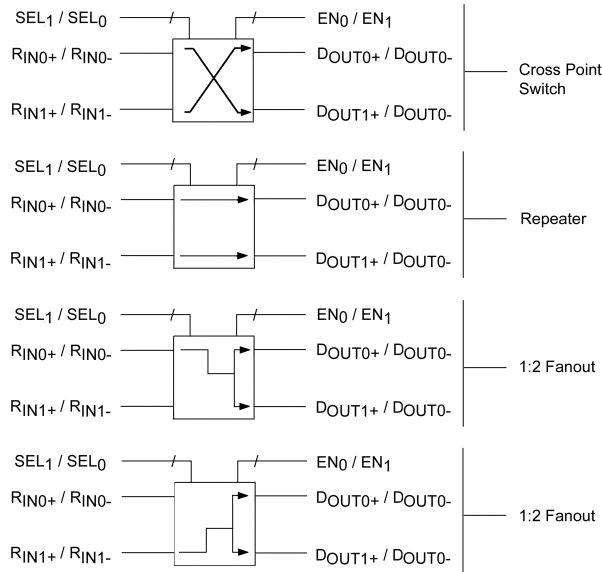 SEL1 / SEL0 EN0 / EN1
RIN0+ / RIN0- DOUT0+ / DOUT0-
Cross Point
Switch
RIN1+ / RIN1- DOUT1+ / DOUT0-
SEL1 / SEL0 EN0 / EN1
RIN0+ / RIN0- DOUT0+ / DOUT0-
Repeater
RIN1+ / RIN1- DOUT1+ / DOUT0-
SEL1 / SEL0 EN0 / EN1
RIN0+ / RIN0- DOUT0+ / DOUT0-
1:2 Fanout
RIN1+ / RIN1- DOUT1+ / DOUT0-
SEL1 / SEL0 EN0 / EN1
RIN0+ / RIN0- DOUT0+ / DOUT0-
1:2 Fanout
RIN1+ / RIN1- DOUT1+ / DOUT0-